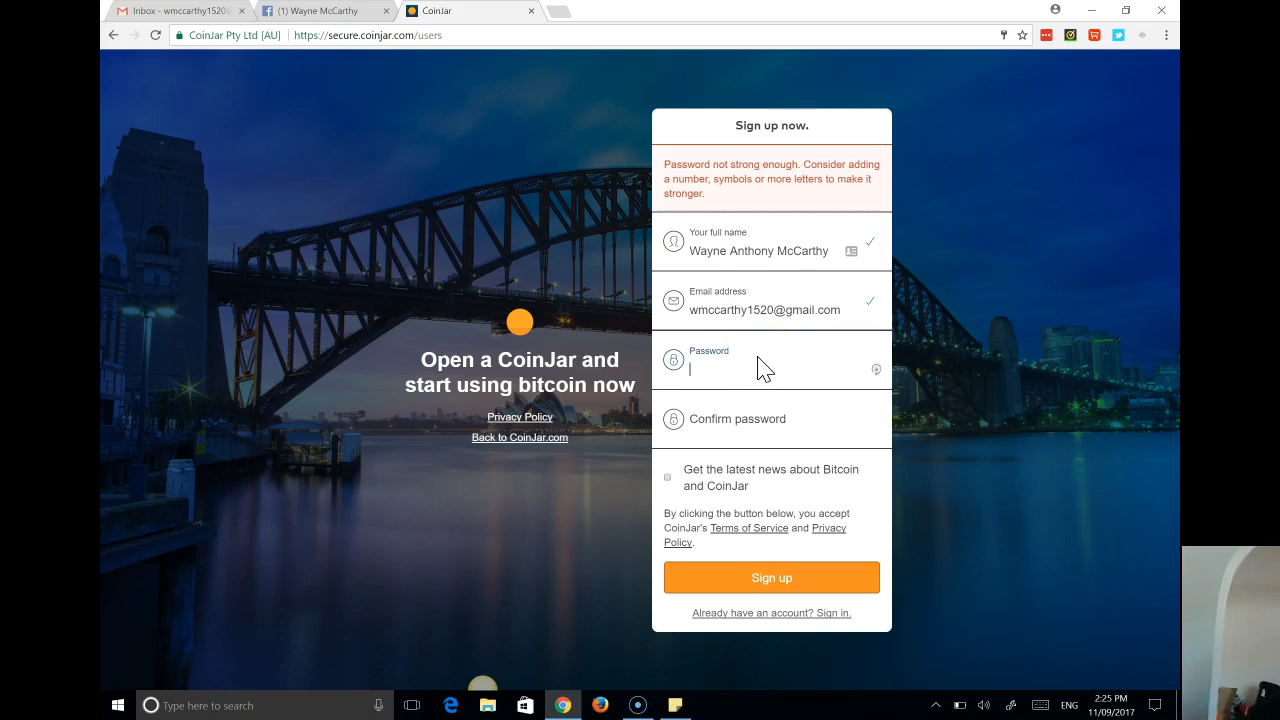 Inbox - wmccarthy1520@
(1) Wayne McCarthy
CoinJar
CoinJar Pty Ltd [AU]
https://secure.coinjar.com/users
Sign up now.
Password not strong enough. Consider adding
a number, symbols or more letters to make it
stronger.
Your full name
Wayne Anthony McCarthy
Email address
wmccarthy1520@gmail.com
Password
Confirm password
Get the latest news about Bitcoin
and CoinJar
By clicking the button below, you accept
CoinJar's Terms of Service and Privacy
Policy.
Sign up
Already have an account? Sign in.
Open a CoinJar and
start using bitcoin now
Privacy Policy
Back to CoinJar.com
Type here to search
ENG
2:25 PM
11/09/2017